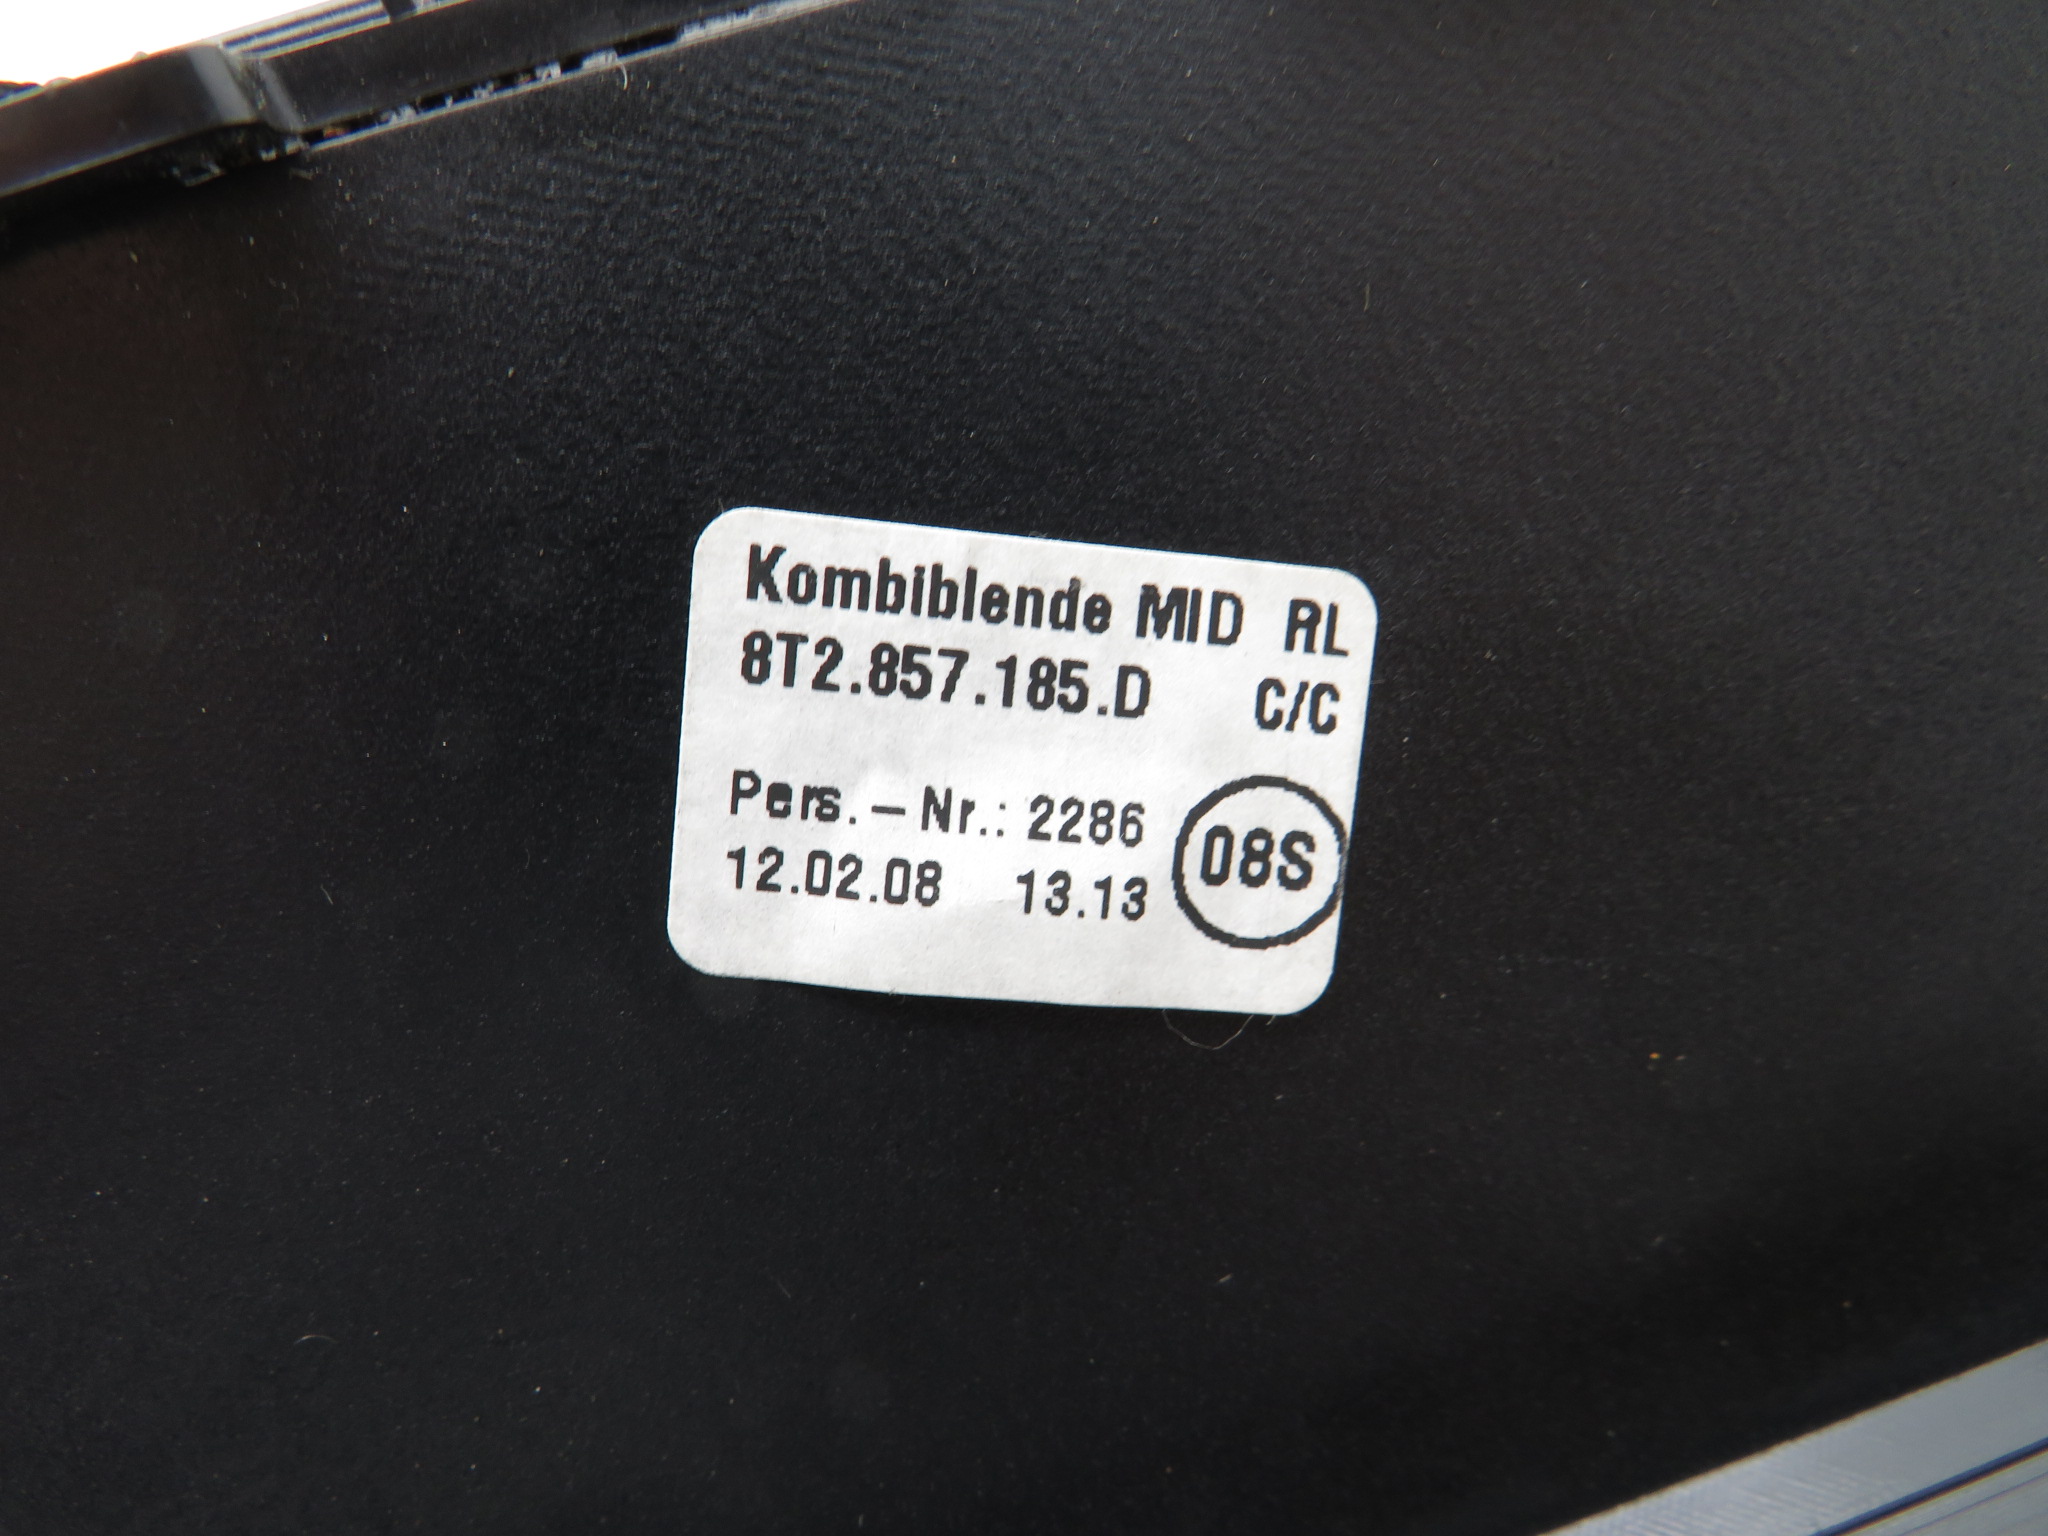 Kombiblende MID RL
8T2.857.185.D C/C
Pers.-Nr.: 2286
12.02.08 13.13
08S